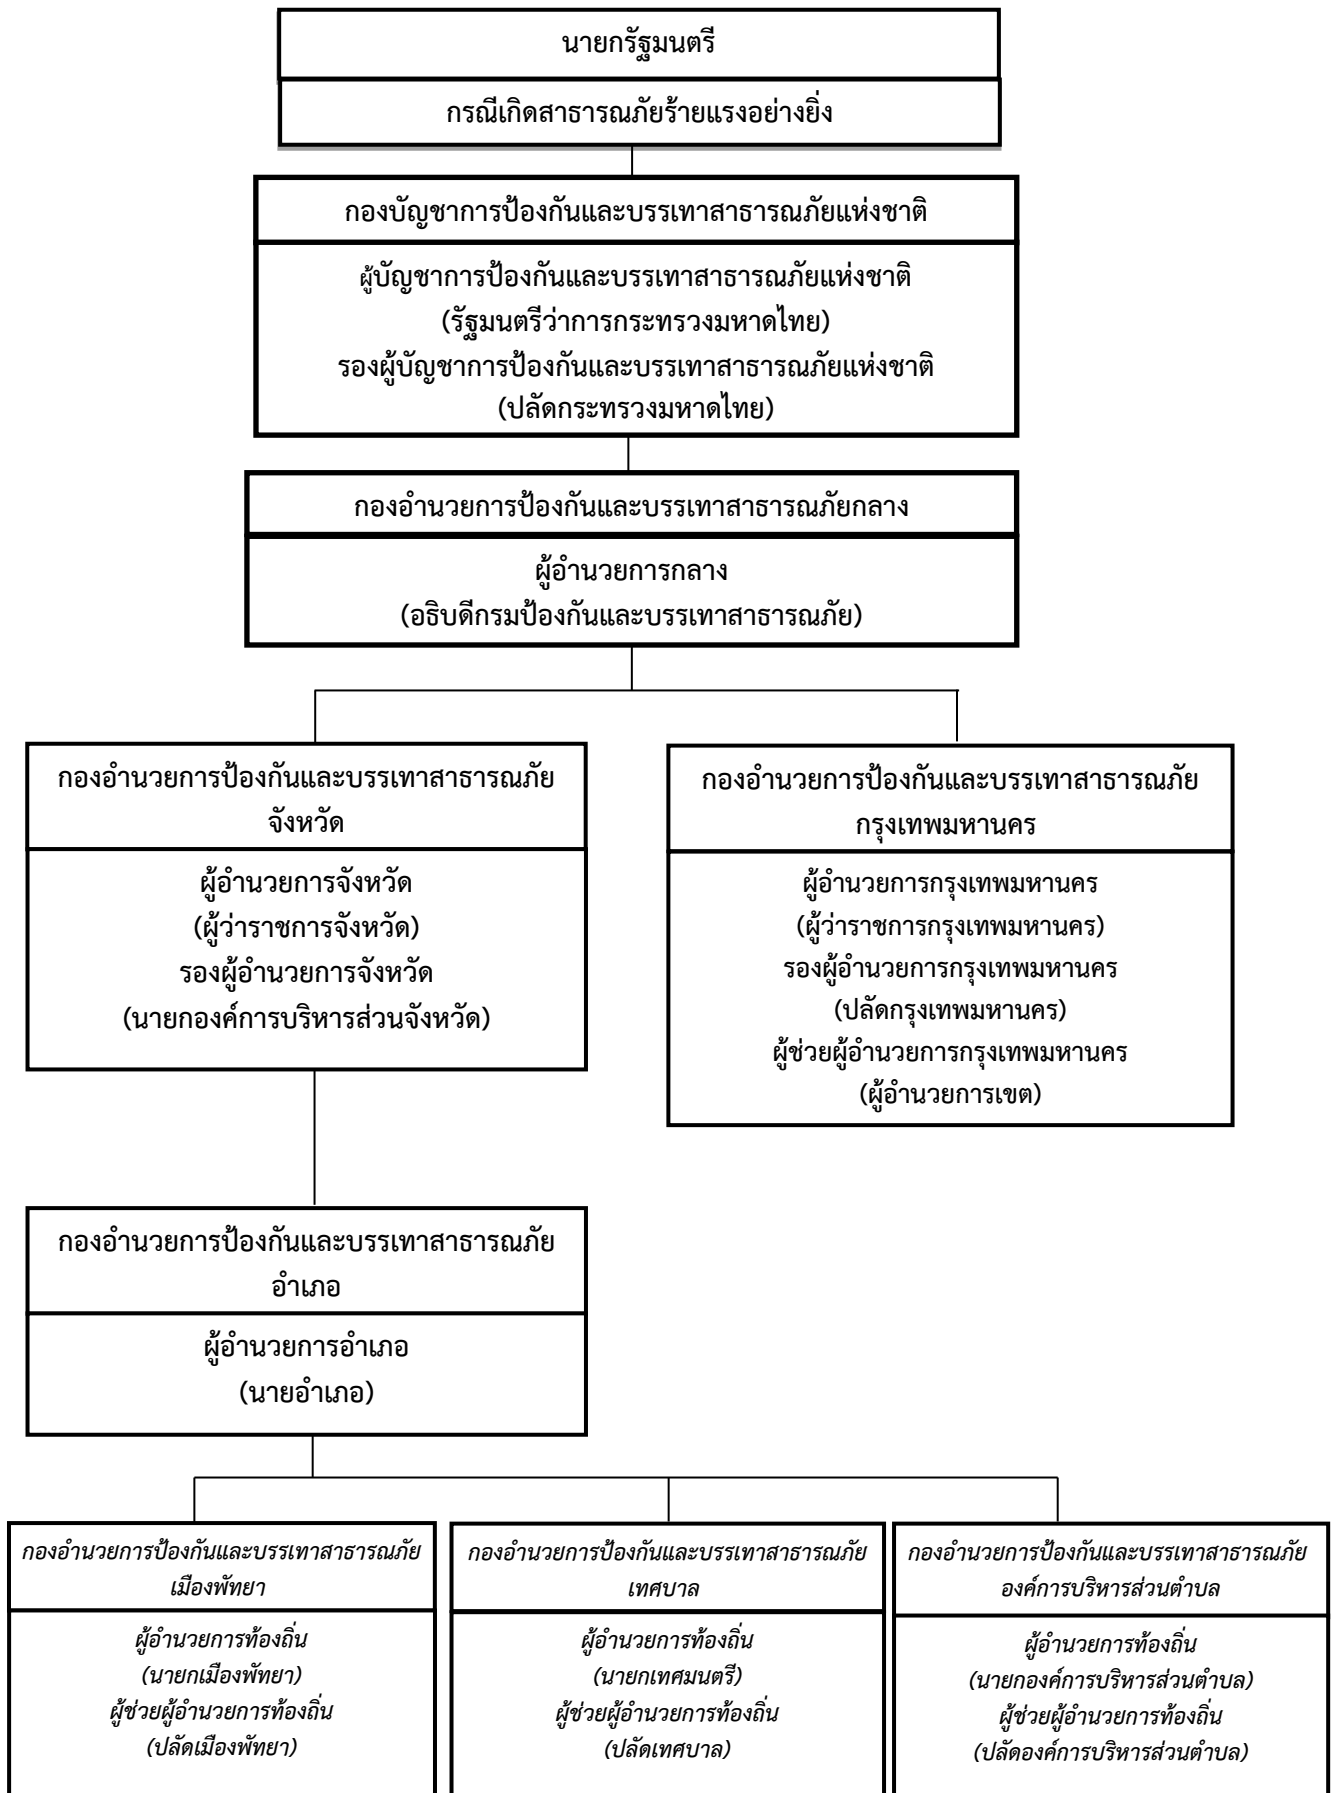 นายกรัฐมนตรี
กรณีเกิดสาธารณภัยร้ายแรงอย่างยิ่ง
กองบัญชาการป้องกันและบรรเทาสาธารณภัยแห่งชาติ
ผู้บัญชาการป้องกันและบรรเทาสาธารณภัยแห่งชาติ
(รัฐมนตรีว่าการกระทรวงมหาดไทย)
รองผู้บัญชาการป้องกันและบรรเทาสาธารณภัยแห่งชาติ
(ปลัดกระทรวงมหาดไทย)
กองอำนวยการป้องกันและบรรเทาสาธารณภัยกลาง
ผู้อำนวยการกลาง
(อธิบดีกรมป้องกันและบรรเทาสาธารณภัย)
กองอำนวยการป้องกันและบรรเทาสาธารณภัย
จังหวัด
ผู้อำนวยการจังหวัด
(ผู้ว่าราชการจังหวัด)
รองผู้อำนวยการจังหวัด
(นายกองค์การบริหารส่วนจังหวัด)
กองอำนวยการป้องกันและบรรเทาสาธารณภัย
กรุงเทพมหานคร
ผู้อำนวยการกรุงเทพมหานคร
(ผู้ว่าราชการกรุงเทพมหานคร)
รองผู้อำนวยการกรุงเทพมหานคร
(ปลัดกรุงเทพมหานคร)
ผู้ช่วยผู้อำนวยการกรุงเทพมหานคร
(ผู้อำนวยการเขต)
กองอำนวยการป้องกันและบรรเทาสาธารณภัย
อำเภอ
ผู้อำนวยการอำเภอ
(นายอำเภอ)
กองอำนวยการป้องกันและบรรเทาสาธารณภัย
เมืองพัทยา
ผู้อำนวยการท้องถิ่น
(นายกเมืองพัทยา)
ผู้ช่วยผู้อำนวยการท้องถิ่น
(ปลัดเมืองพัทยา)
กองอำนวยการป้องกันและบรรเทาสาธารณภัย
เทศบาล
ผู้อำนวยการท้องถิ่น
(นายกเทศมนตรี)
ผู้ช่วยผู้อำนวยการท้องถิ่น
(ปลัดเทศบาล)
กองอำนวยการป้องกันและบรรเทาสาธารณภัย
องค์การบริหารส่วนตำบล
ผู้อำนวยการท้องถิ่น
(นายกองค์การบริหารส่วนตำบล)
ผู้ช่วยผู้อำนวยการท้องถิ่น
(ปลัดองค์การบริหารส่วนตำบล)